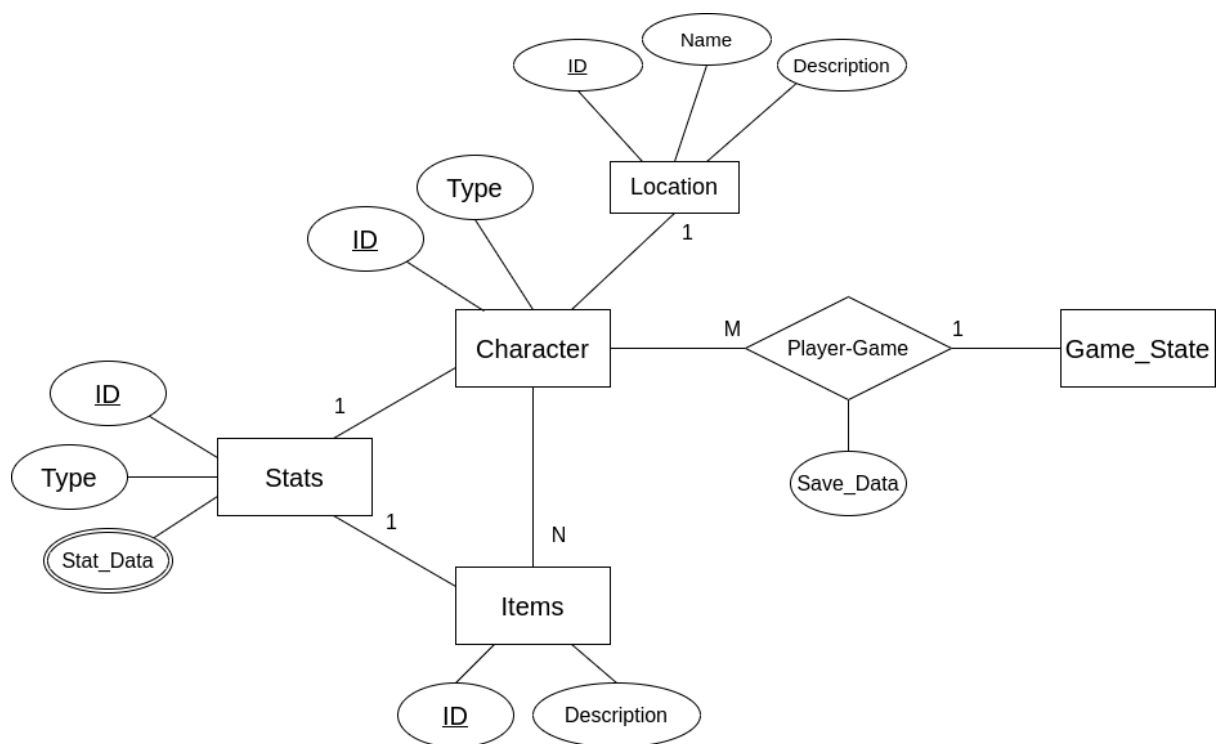 Name
ID
Description
Location
Type
ID
1
Character
M
Player-Game
1
Game_State
ID
1
Type
Stats
Save_Data
1
Stat_Data
N
Items
ID
Description